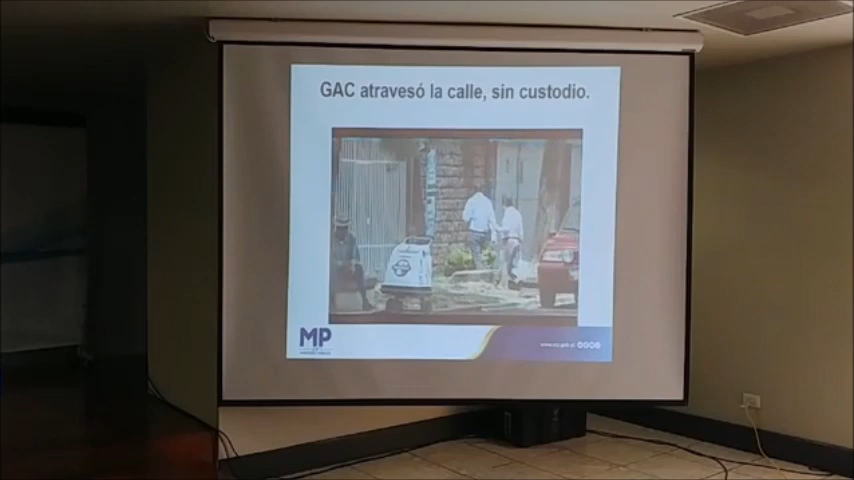 GAC atravesó la calle, sin custodio.
MP